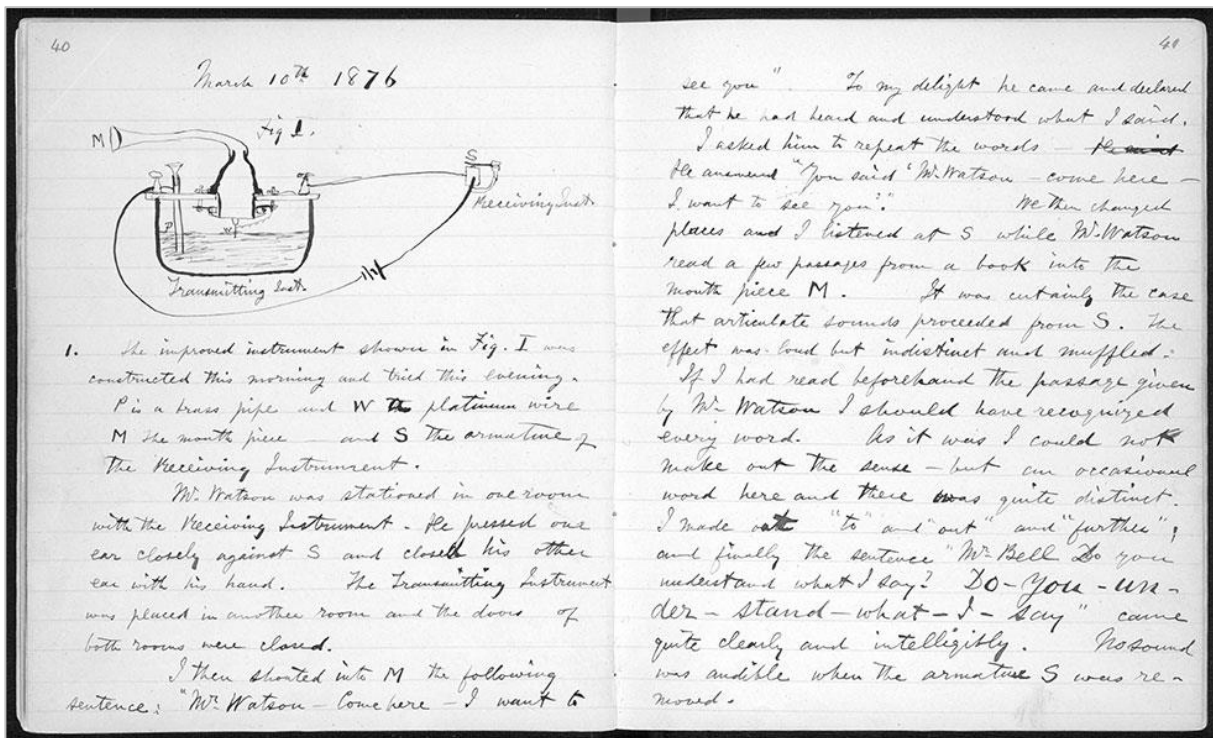 40
March 10th 1876
Fig 1.
M
S
Receiving Inst.
P
W
Transmitting Inst.
1. The improved instrument shown in Fig. I was
constructed this morning and tried this evening.
P is a brass pipe and W the platinum wire
M the mouth piece — and S the armature of
the Receiving Instrument.
Mr. Watson was stationed in one room
with the Receiving Instrument. He pressed one
ear closely against S and closed his other
ear with his hand. The Transmitting Instrument
was placed in another room and the doors of
both rooms were closed.
I then shouted into M the following
sentence: "Mr. Watson — Come here — I want to
41
see you". To my delight he came and declared
that he had heard and understood what I said.
I asked him to repeat the words —
He answered "You said 'Mr. Watson — come here —
I want to see you'." We then changed
places and I listened at S while Mr. Watson
read a few passages from a book into the
mouth piece M. It was certainly the case
that articulate sounds proceeded from S. The
effect was loud but indistinct and muffled.
If I had read beforehand the passage given
by Mr. Watson I should have recognized
every word. As it was I could not
make out the sense — but an occasional
word here and there was quite distinct.
I made out "to" and "out" and "further";
and finally the sentence "Mr. Bell Do you
understand what I say? DO-YOU-UN-
der-stand-what-I-say" came
quite clearly and intelligibly. No sound
was audible when the armature S was re-
moved.